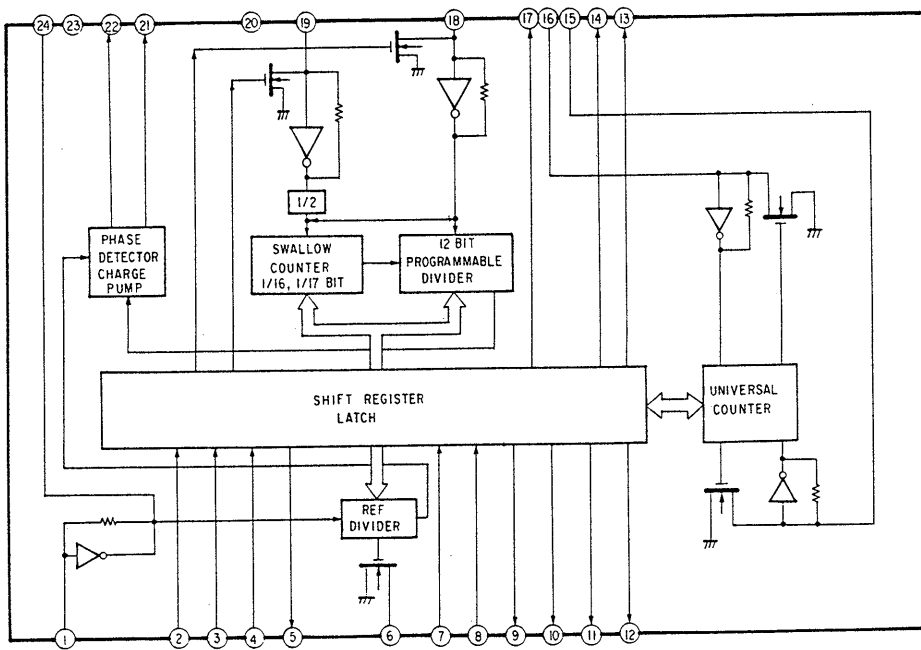 24 23 22 21 20 19 18 17 16 15 14 13
1/2
PHASE
DETECTOR
CHARGE
PUMP
SWALLOW
COUNTER
1/16, 1/17 BIT
12 BIT
PROGRAMMABLE
DIVIDER
SHIFT REGISTER
LATCH
UNIVERSAL
COUNTER
REF
DIVIDER
1 2 3 4 5 6 7 8 9 10 11 12